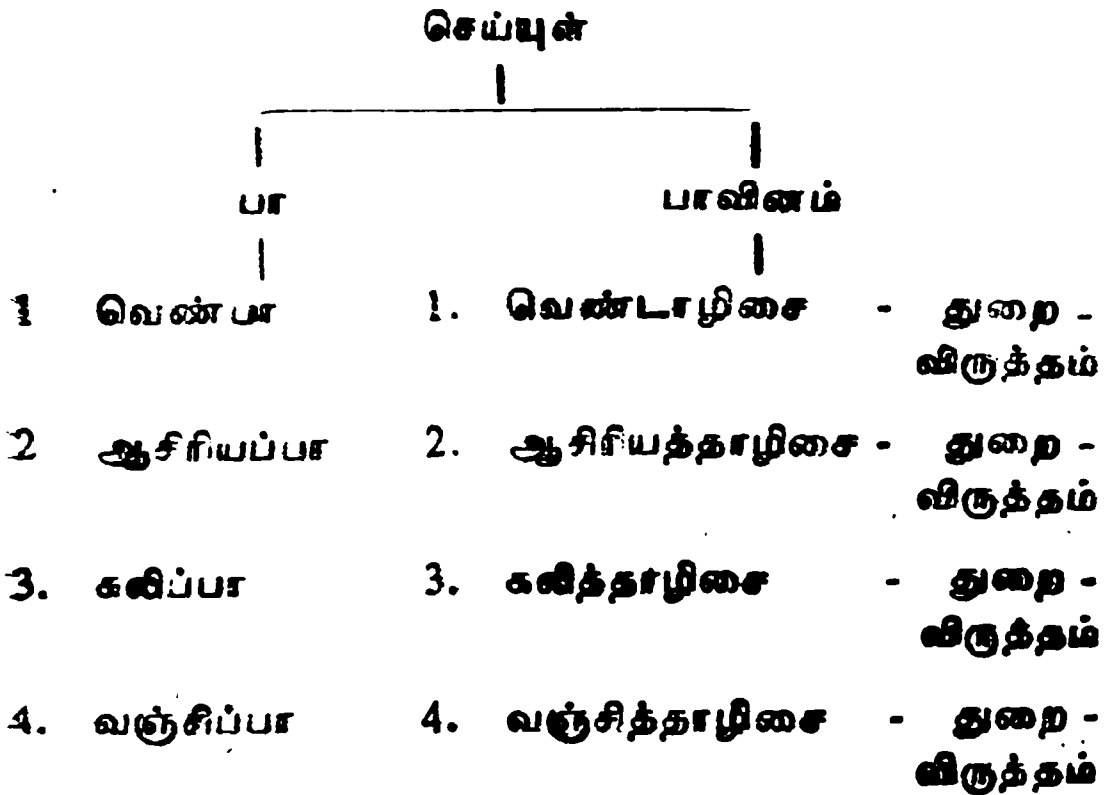 செய்யுள்
பா பாவினம்
1 வெண்பா 1. வெண்டாழிசை - துறை -
விருத்தம்
2 ஆசிரியப்பா 2. ஆசிரியத்தாழிசை - துறை -
விருத்தம்
3. கலிப்பா 3. கலித்தாழிசை - துறை -
விருத்தம்
4. வஞ்சிப்பா 4. வஞ்சித்தாழிசை - துறை -
விருத்தம்